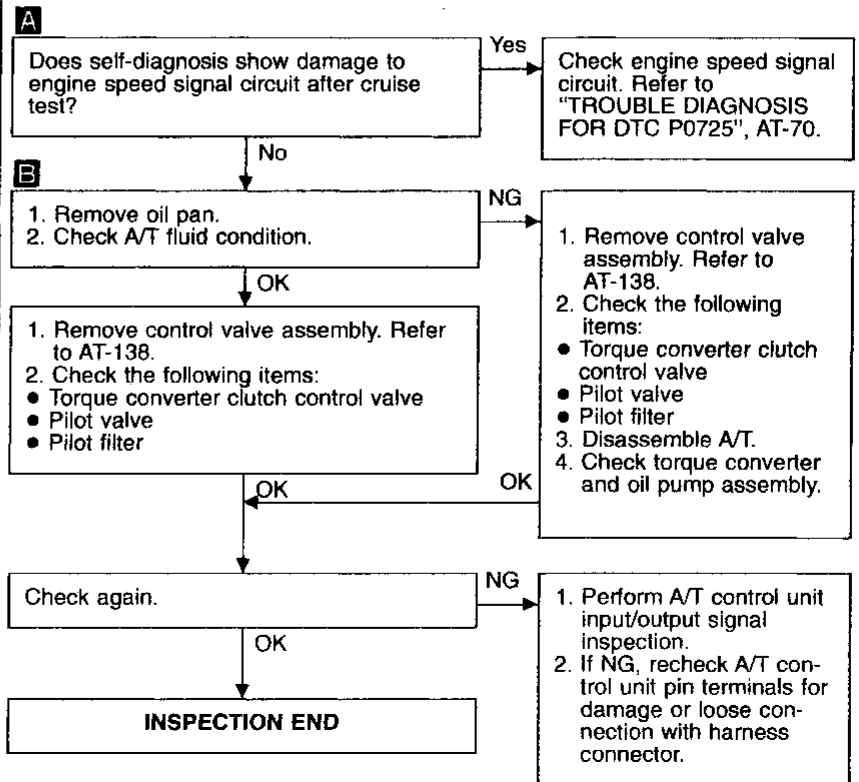 A
Does self-diagnosis show damage to
engine speed signal circuit after cruise
test?
Yes
Check engine speed signal
circuit. Refer to
“TROUBLE DIAGNOSIS
FOR DTC P0725”, AT-70.
No
B
1. Remove oil pan.
2. Check A/T fluid condition.
NG
1. Remove control valve
assembly. Refer to
AT-138.
2. Check the following
items:
● Torque converter clutch
control valve
● Pilot valve
● Pilot filter
3. Disassemble A/T.
4. Check torque converter
and oil pump assembly.
OK
1. Remove control valve assembly. Refer
to AT-138.
2. Check the following items:
● Torque converter clutch control valve
● Pilot valve
● Pilot filter
OK
OK
Check again.
NG
1. Perform A/T control unit
input/output signal
inspection.
2. If NG, recheck A/T con-
trol unit pin terminals for
damage or loose con-
nection with harness
connector.
OK
INSPECTION END